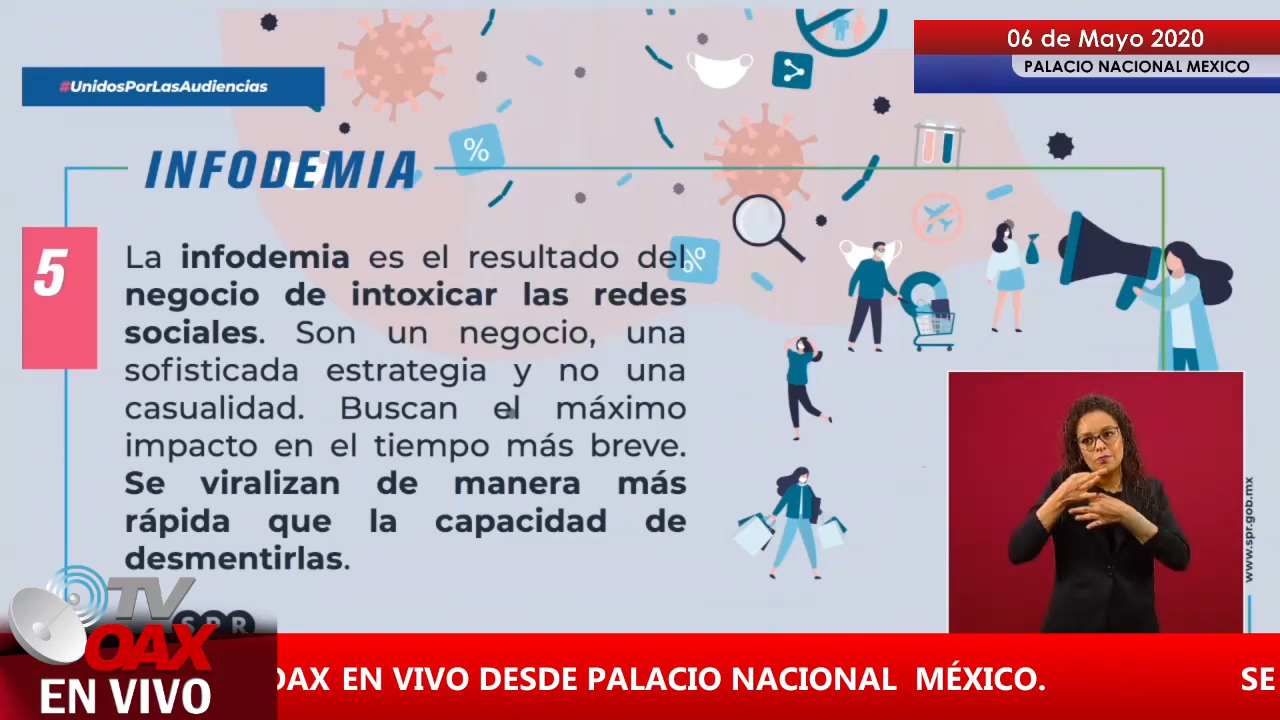 06 de Mayo 2020
PALACIO NACIONAL MEXICO
#UnidosPorLasAudiencias
%
INFODEMIA
%
5
La infodemia es el resultado del
negocio de intoxicar las redes
sociales. Son un negocio, una
sofisticada estrategia y no una
casualidad. Buscan el máximo
impacto en el tiempo más breve.
Se viralizan de manera más
rápida que la capacidad de
desmentirlas.
www.spr.gob.mx
SPR
TV
OAX
EN VIVO
OAX EN VIVO DESDE PALACIO NACIONAL MÉXICO. SE